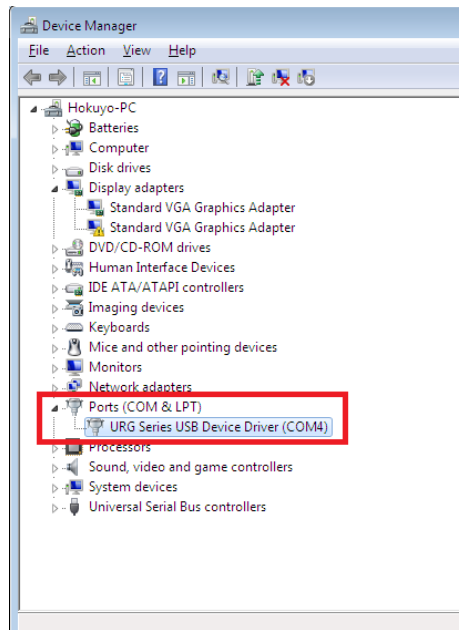 Device Manager
File Action View Help
Hokuyo-PC
Batteries
Computer
Disk drives
Display adapters
Standard VGA Graphics Adapter
Standard VGA Graphics Adapter
DVD/CD-ROM drives
Human Interface Devices
IDE ATA/ATAPI controllers
Imaging devices
Keyboards
Mice and other pointing devices
Monitors
Network adapters
Ports (COM & LPT)
URG Series USB Device Driver (COM4)
Processors
Sound, video and game controllers
System devices
Universal Serial Bus controllers